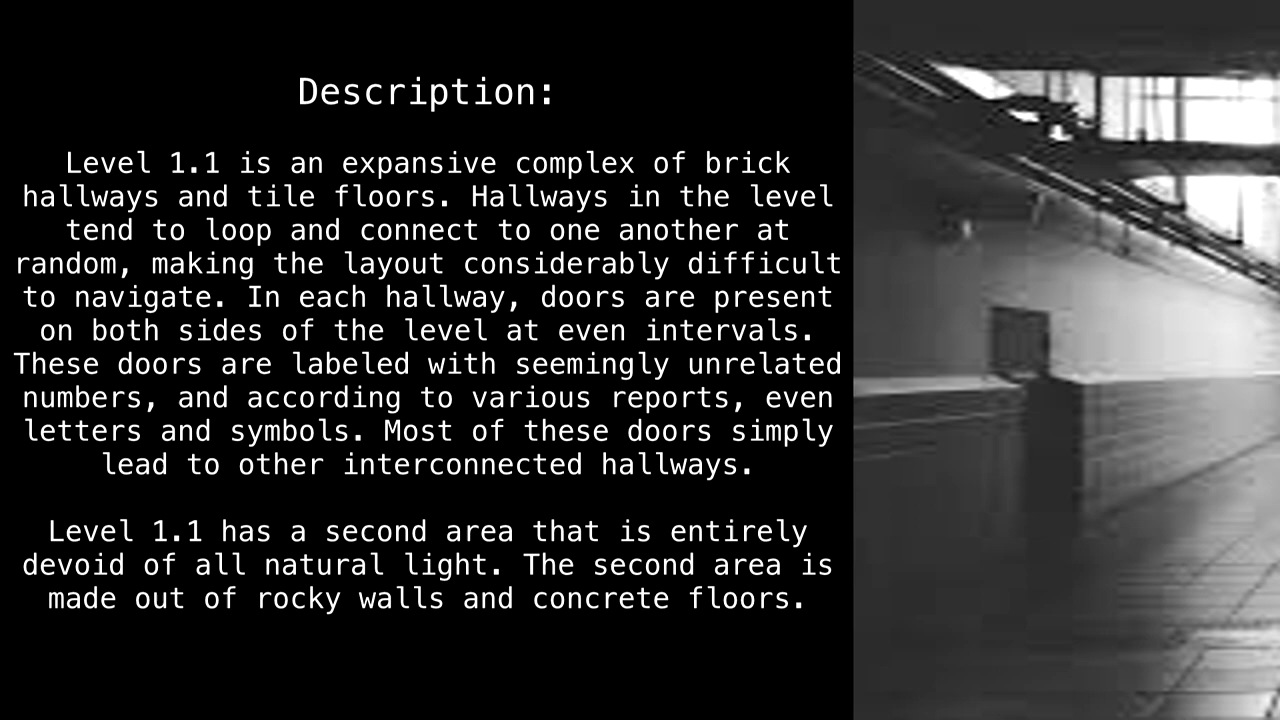 Description:
Level 1.1 is an expansive complex of brick
hallways and tile floors. Hallways in the level
tend to loop and connect to one another at
random, making the layout considerably difficult
to navigate. In each hallway, doors are present
on both sides of the level at even intervals.
These doors are labeled with seemingly unrelated
numbers, and according to various reports, even
letters and symbols. Most of these doors simply
lead to other interconnected hallways.
Level 1.1 has a second area that is entirely
devoid of all natural light. The second area is
made out of rocky walls and concrete floors.